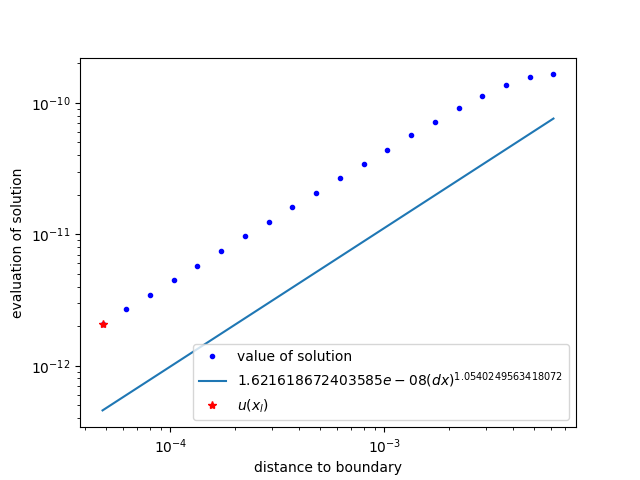 evaluation of solution
10⁻¹⁰
10⁻¹¹
10⁻¹²
value of solution
1.621618672403585e − 08(dx)¹·⁰⁵⁴⁰²⁴⁹⁵⁶³⁴¹⁸⁰⁷²
u(x_l)
10⁻⁴
10⁻³
distance to boundary